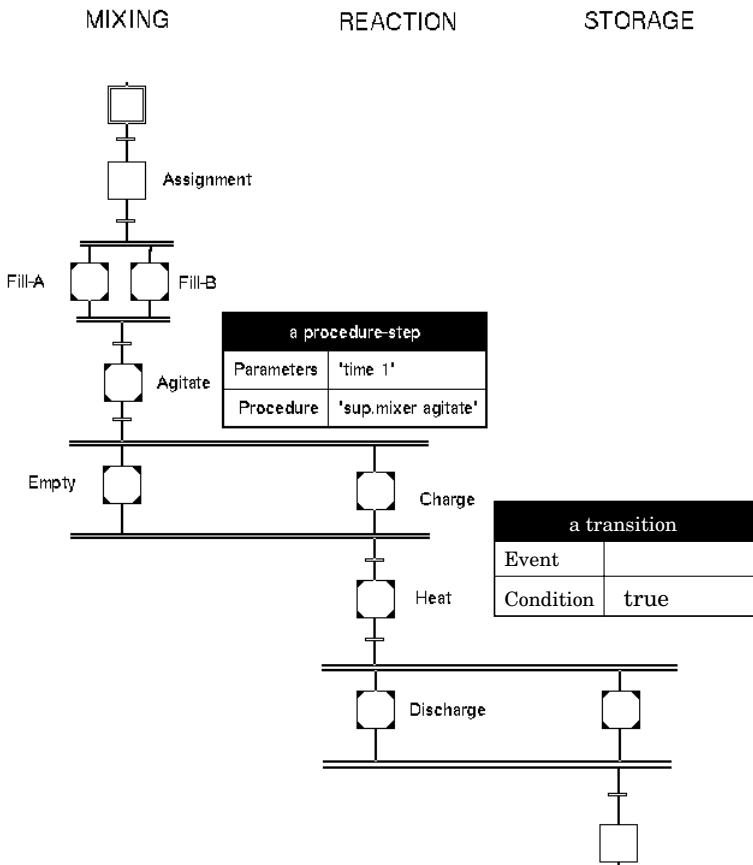 MIXING REACTION STORAGE
Assignment
Fill-A Fill-B
a procedure-step
Parameters 'time 1'
Procedure 'sup.mixer agitate'
Agitate
Empty
Charge
a transition
Event
Condition true
Heat
Discharge